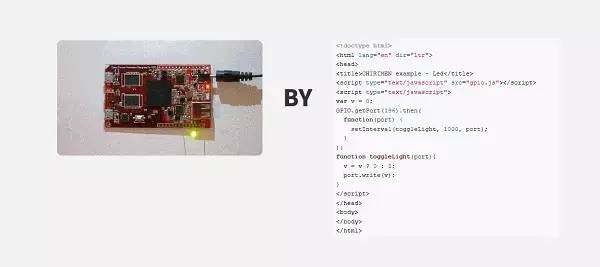 BY
<!doctype html>
<html lang="en" dir="ltr">
<head>
<title>CHIRIMEN example - Led</title>
<script type="text/javascript" src="gpio.js"></script>
<script type="text/javascript">
var v = 0;
GPIO.getPort(196).then(
  function(port) {
    setInterval(toggleLight, 1000, port);
  }
);
function toggleLight(port){
  v = v ? 0 : 1;
  port.write(v);
}
</script>
</head>
<body>
</body>
</html>